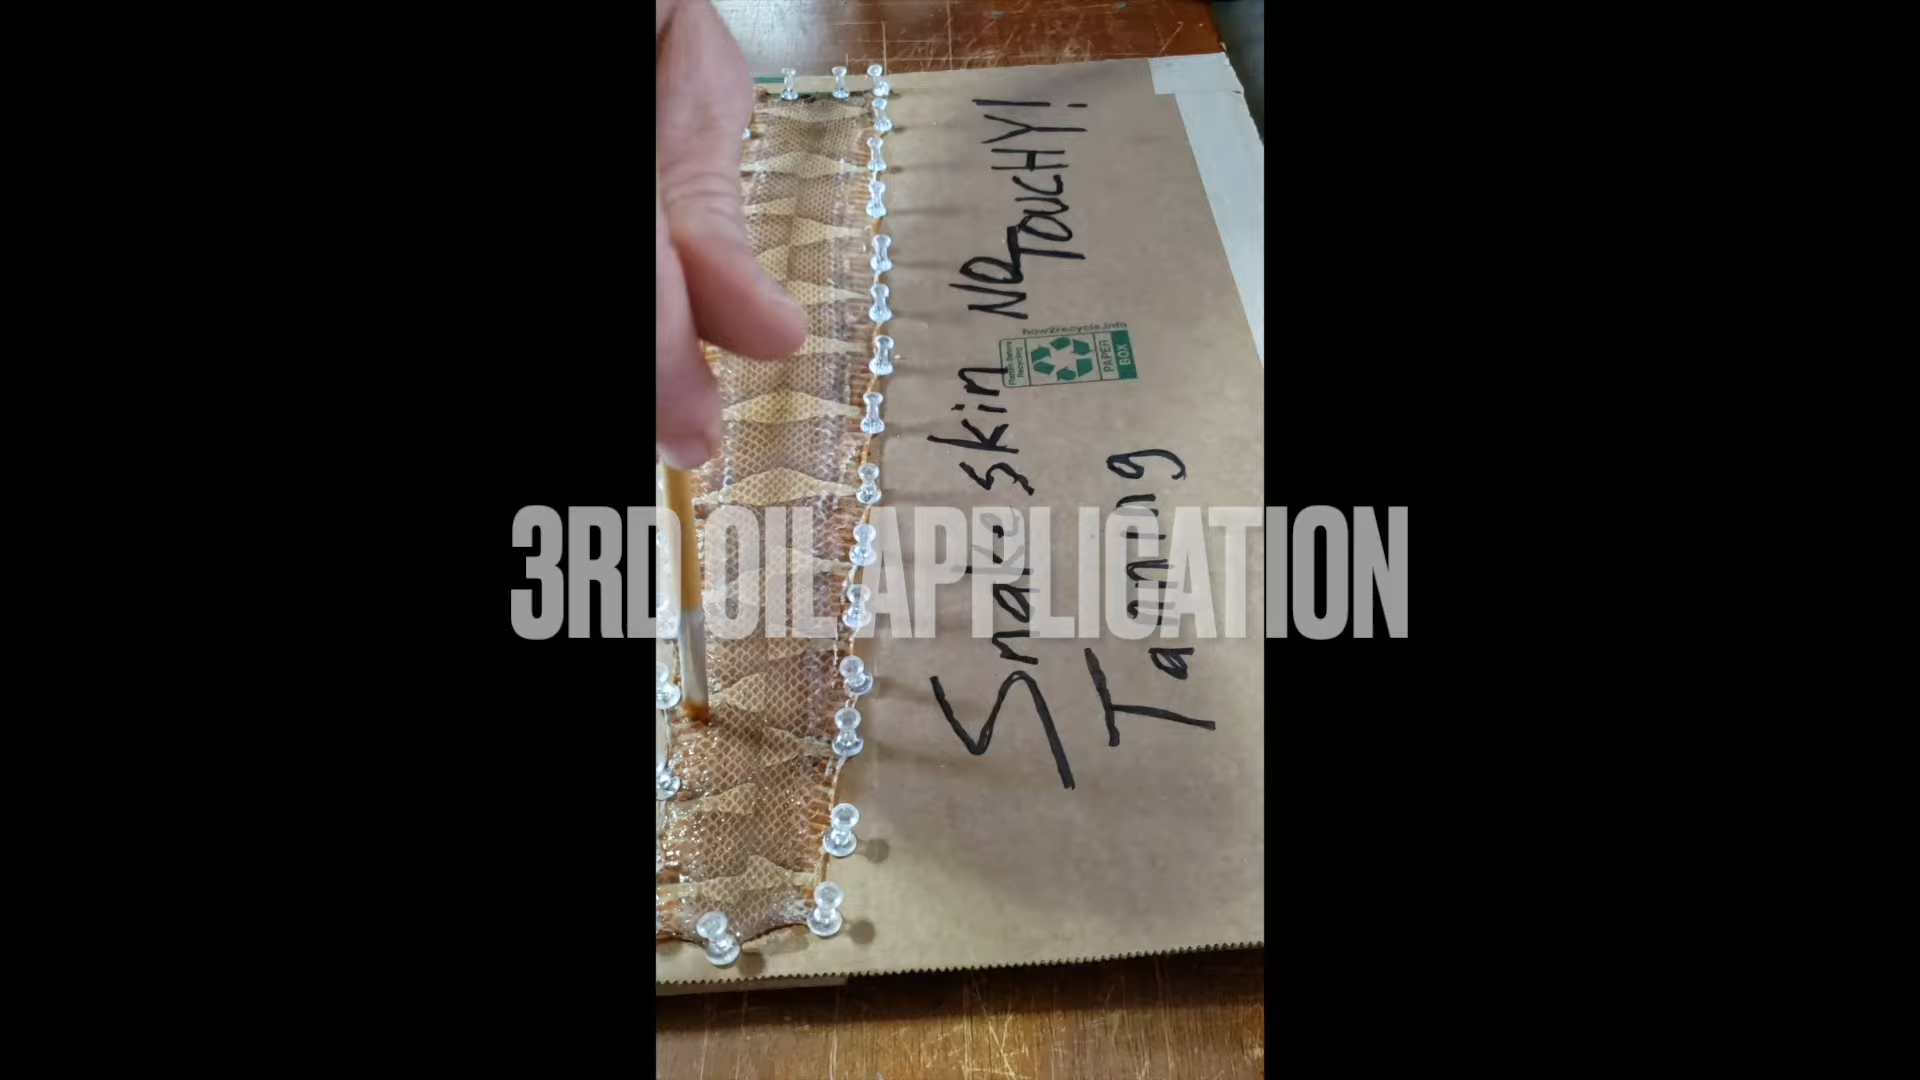 3RD OIL APPLICATION
Snake skin NO TOUCHY!
Tanning
how2recycle.info
PAPER
BOX